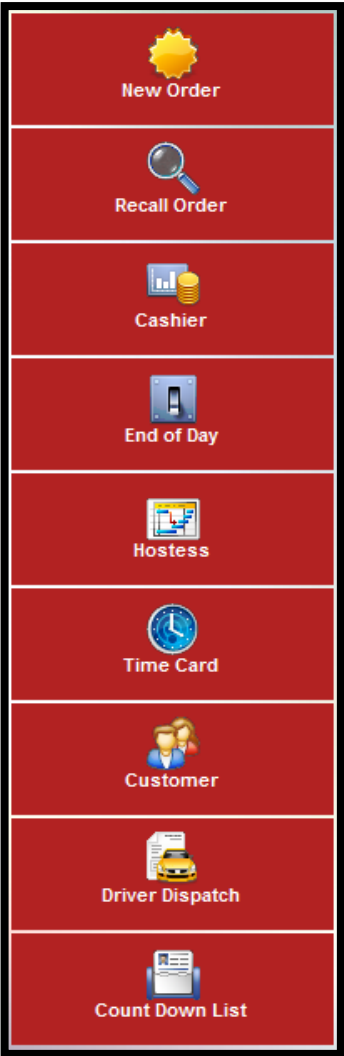 New Order
Recall Order
Cashier
End of Day
Hostess
Time Card
Customer
Driver Dispatch
Count Down List